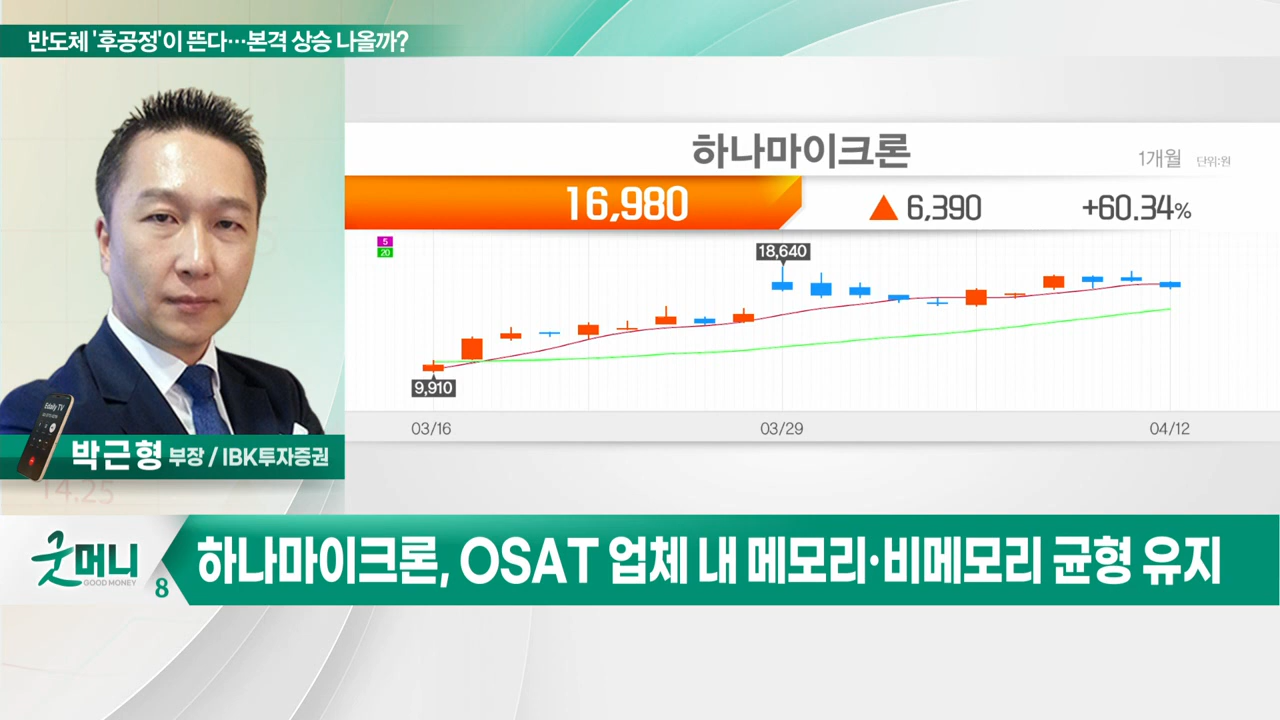 반도체 '후공정'이 뜬다…본격 상승 나올까?
하나마이크론
1개월 단위:원
16,980 ▲ 6,390 +60.34%
5
20
18,640
9,910
03/16 03/29 04/12
Edaily TV
박근형 부장 / IBK투자증권
14.25
굿머니
GOOD MONEY
8
하나마이크론, OSAT 업체 내 메모리·비메모리 균형 유지